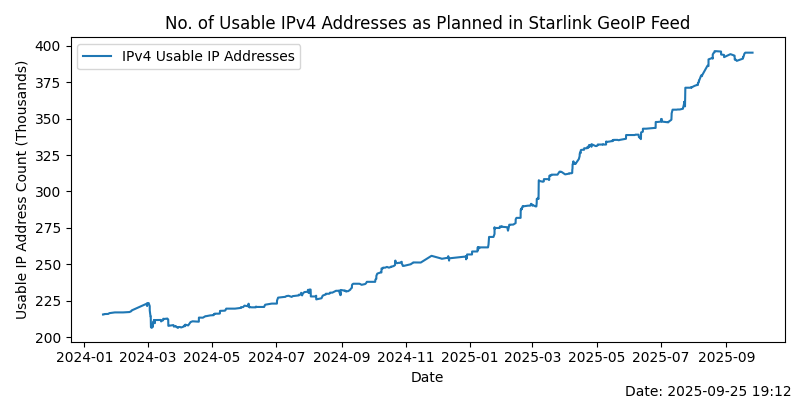 No. of Usable IPv4 Addresses as Planned in Starlink GeoIP Feed
IPv4 Usable IP Addresses
Usable IP Address Count (Thousands)
400
375
350
325
300
275
250
225
200
2024-01 2024-03 2024-05 2024-07 2024-09 2024-11 2025-01 2025-03 2025-05 2025-07 2025-09
Date
Date: 2025-09-25 19:12